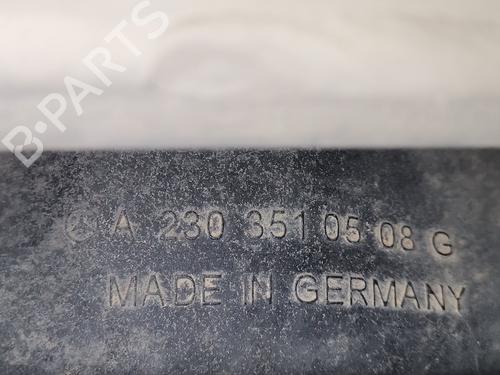 B-PARTS
A 230 351 05 08 G
MADE IN GERMANY